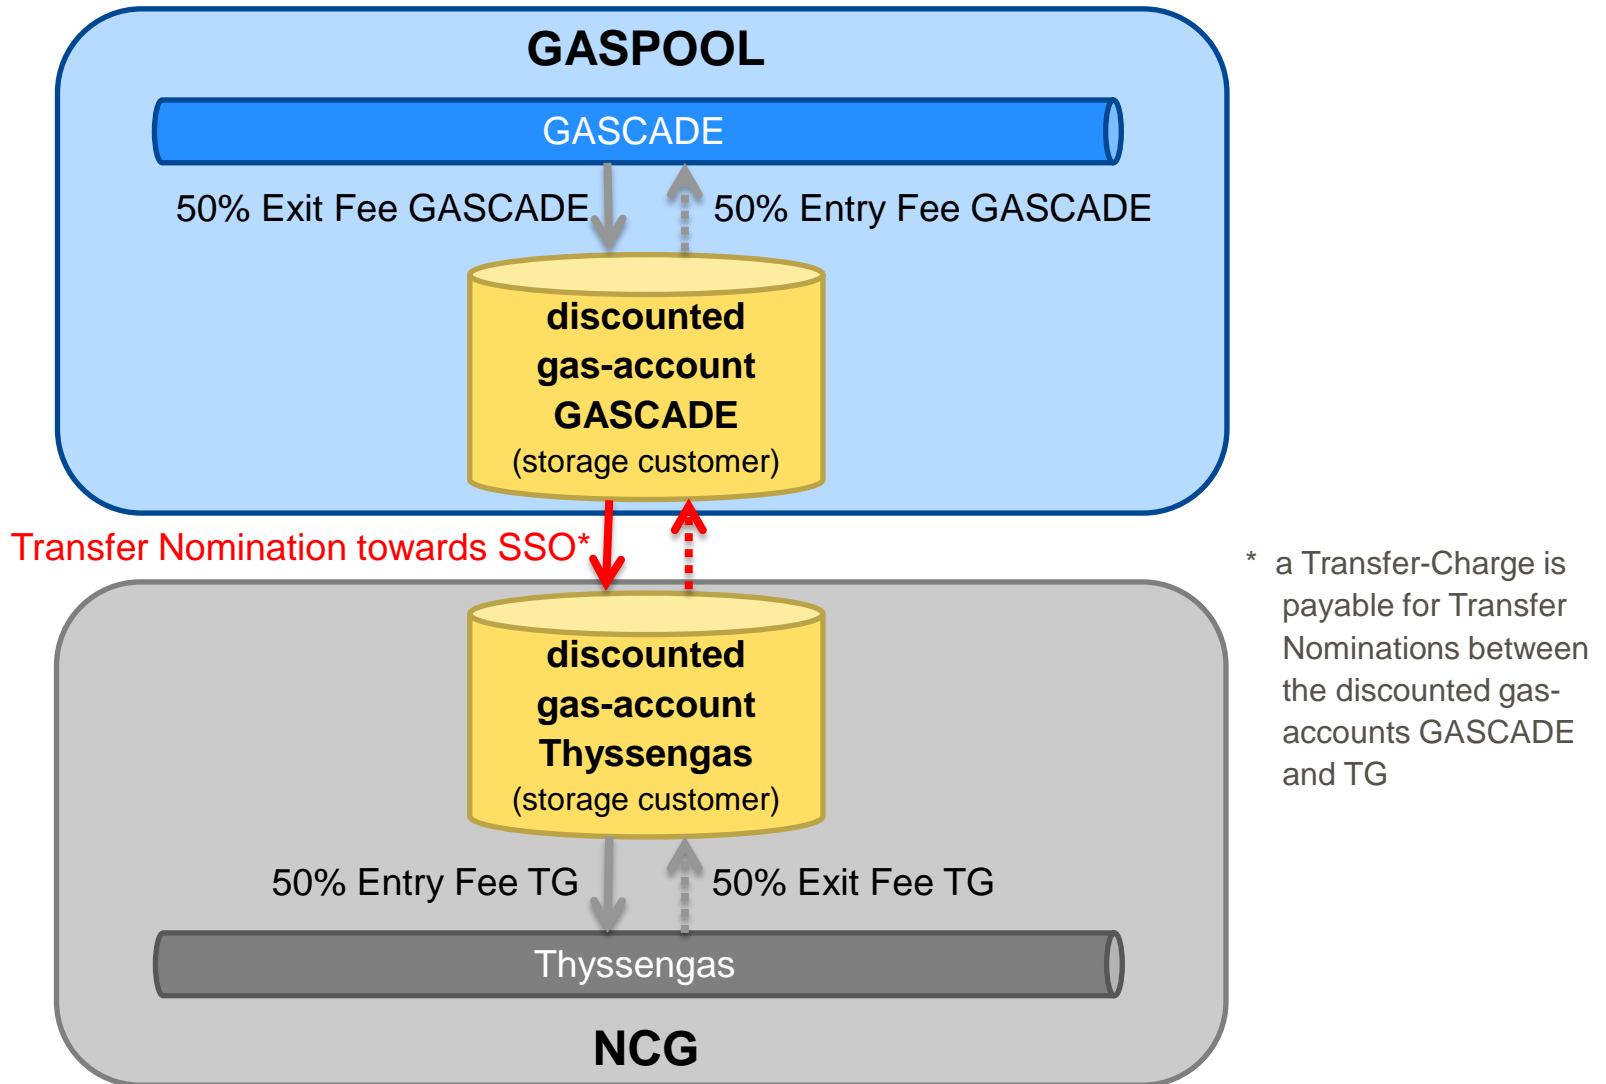 GASPOOL
GASCADE
50% Exit Fee GASCADE
50% Entry Fee GASCADE
discounted
gas-account
GASCADE
(storage customer)
Transfer Nomination towards SSO*
* a Transfer-Charge is
payable for Transfer
Nominations between
the discounted gas-
accounts GASCADE
and TG
discounted
gas-account
Thyssengas
(storage customer)
50% Entry Fee TG
50% Exit Fee TG
Thyssengas
NCG